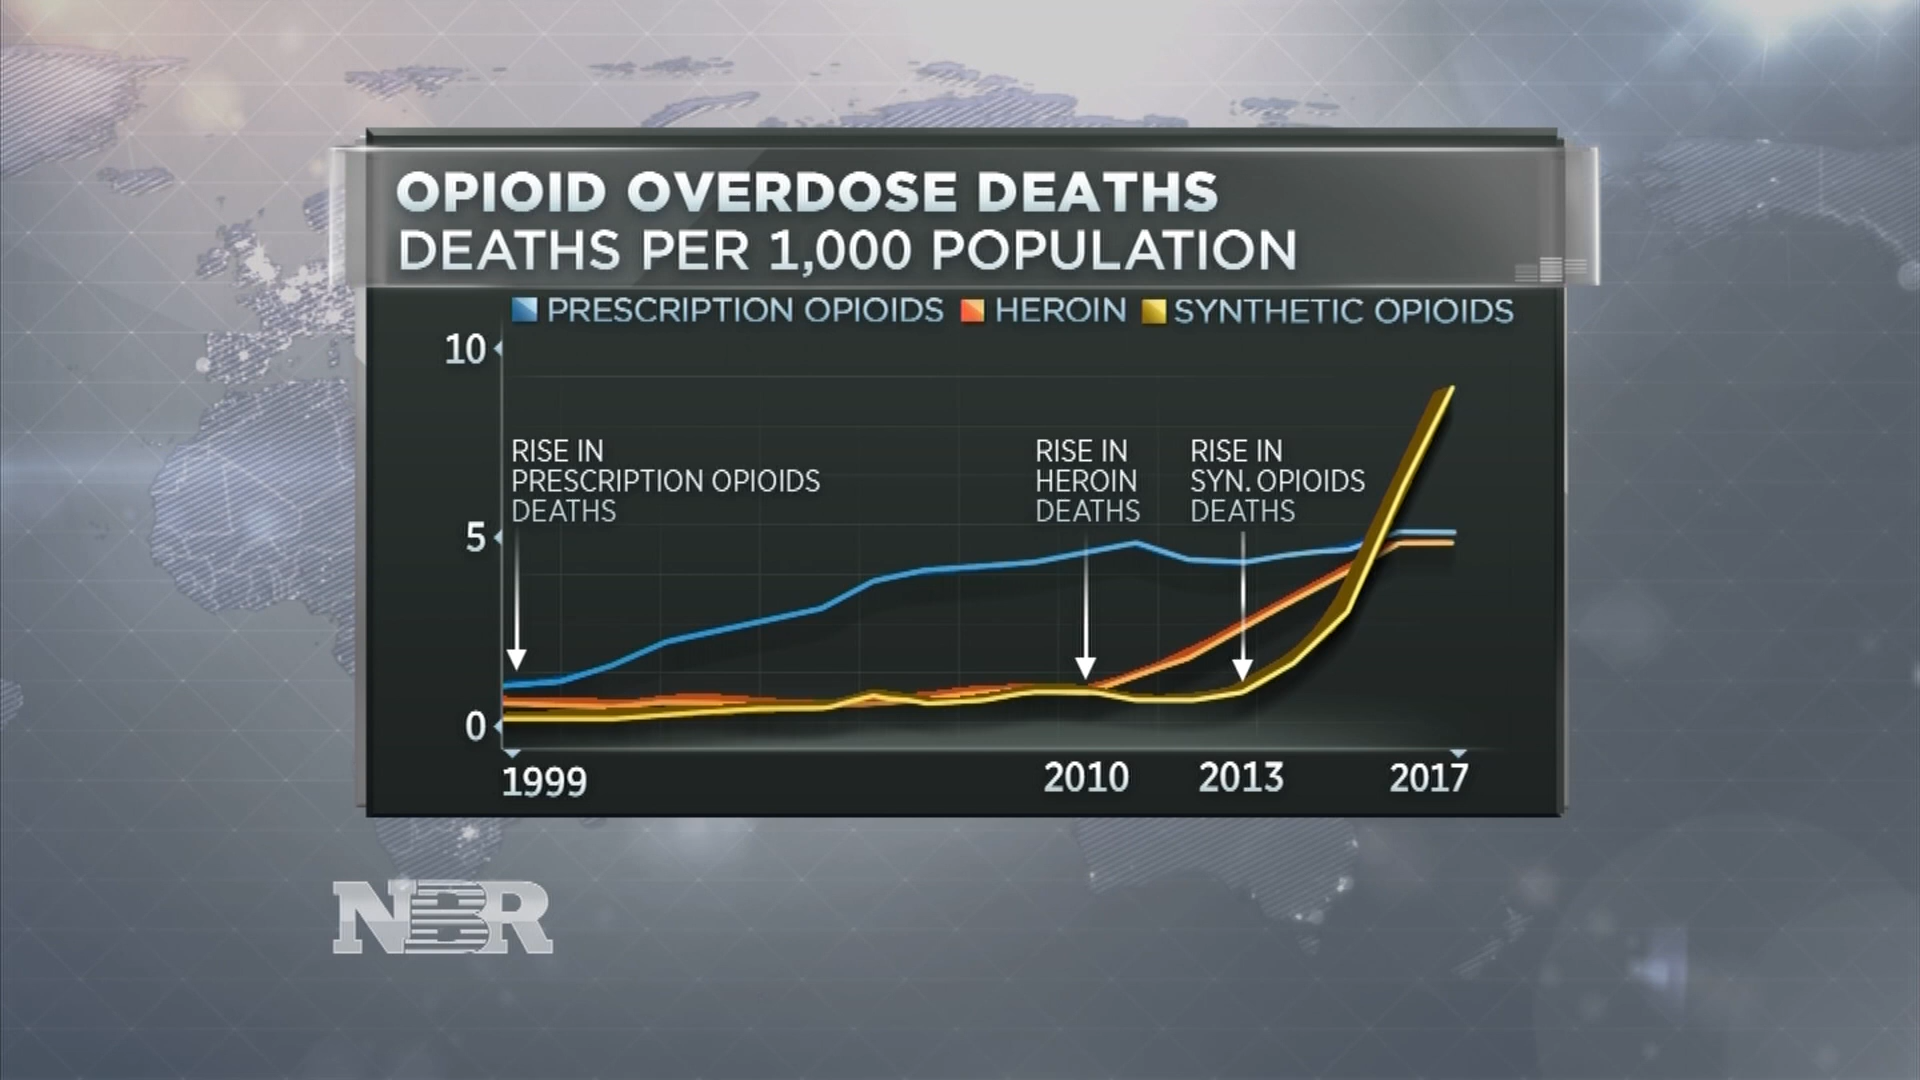 OPIOID OVERDOSE DEATHS
DEATHS PER 1,000 POPULATION
PRESCRIPTION OPIOIDS HEROIN SYNTHETIC OPIOIDS
10
5
0
RISE IN
PRESCRIPTION OPIOIDS
DEATHS
RISE IN
HEROIN
DEATHS
RISE IN
SYN. OPIOIDS
DEATHS
1999 2010 2013 2017
NBR